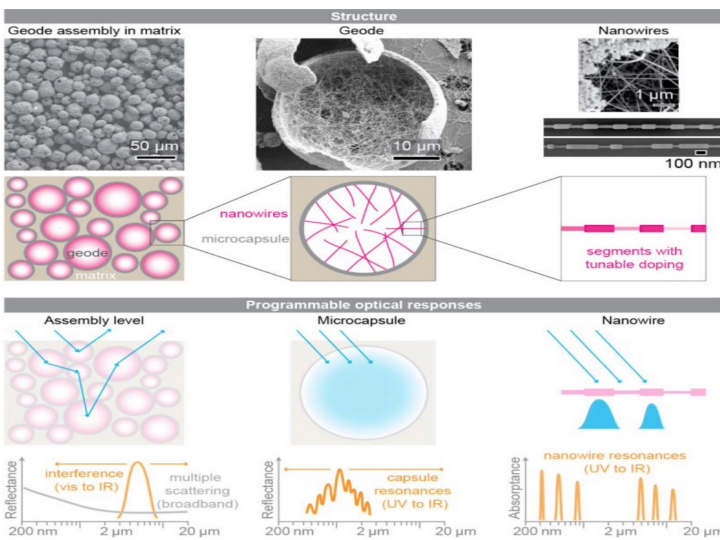 Structure
Geode assembly in matrix
Geode
Nanowires
50 µm
10 µm
1 µm
100 nm
nanowires
microcapsule
geode
matrix
segments with
tunable doping
Programmable optical responses
Assembly level
Microcapsule
Nanowire
Reflectance
interference
(vis to IR)
multiple
scattering
(broadband)
200 nm 2 µm 20 µm
Reflectance
capsule
resonances
(UV to IR)
200 nm 2 µm 20 µm
Absorptance
nanowire resonances
(UV to IR)
200 nm 2 µm 20 µm